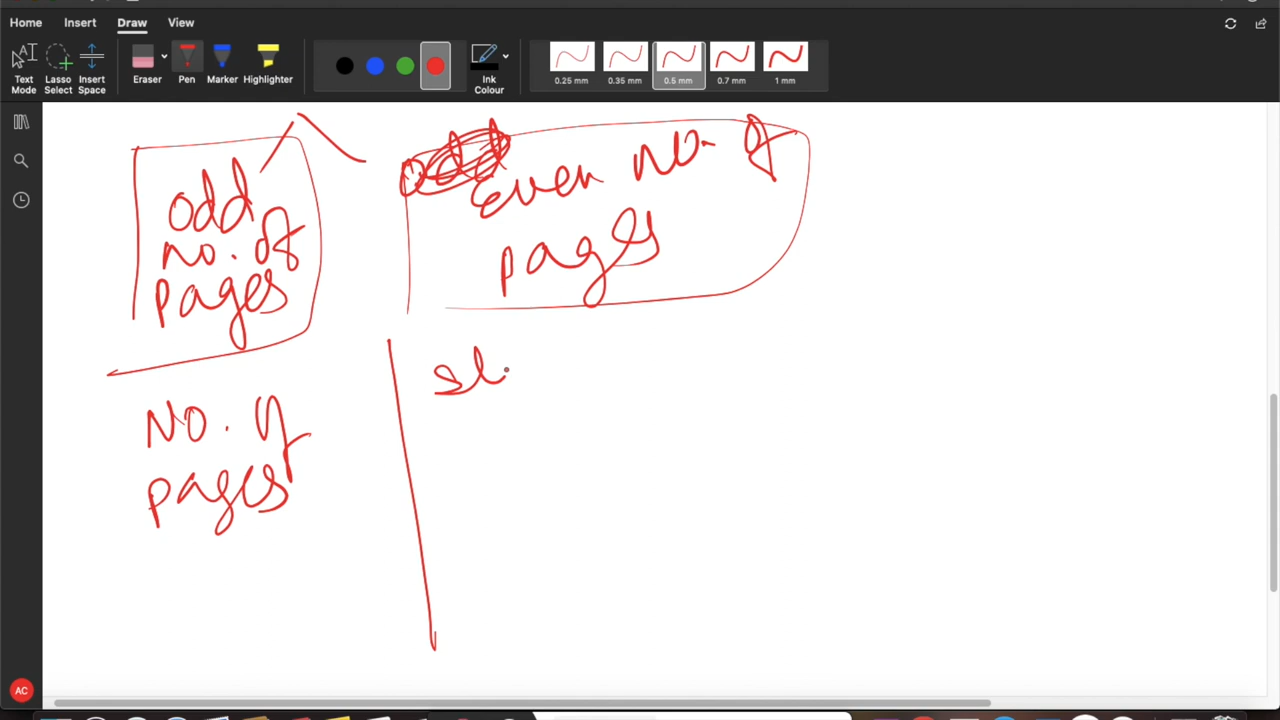 Home Insert Draw View
Text Mode
Lasso Select
Insert Space
Eraser
Pen
Marker
Highlighter
Ink Colour
0.25 mm
0.35 mm
0.5 mm
0.7 mm
1 mm
odd
no. of
pages
Even no. of
pages
NO. of
pages
sl
AC